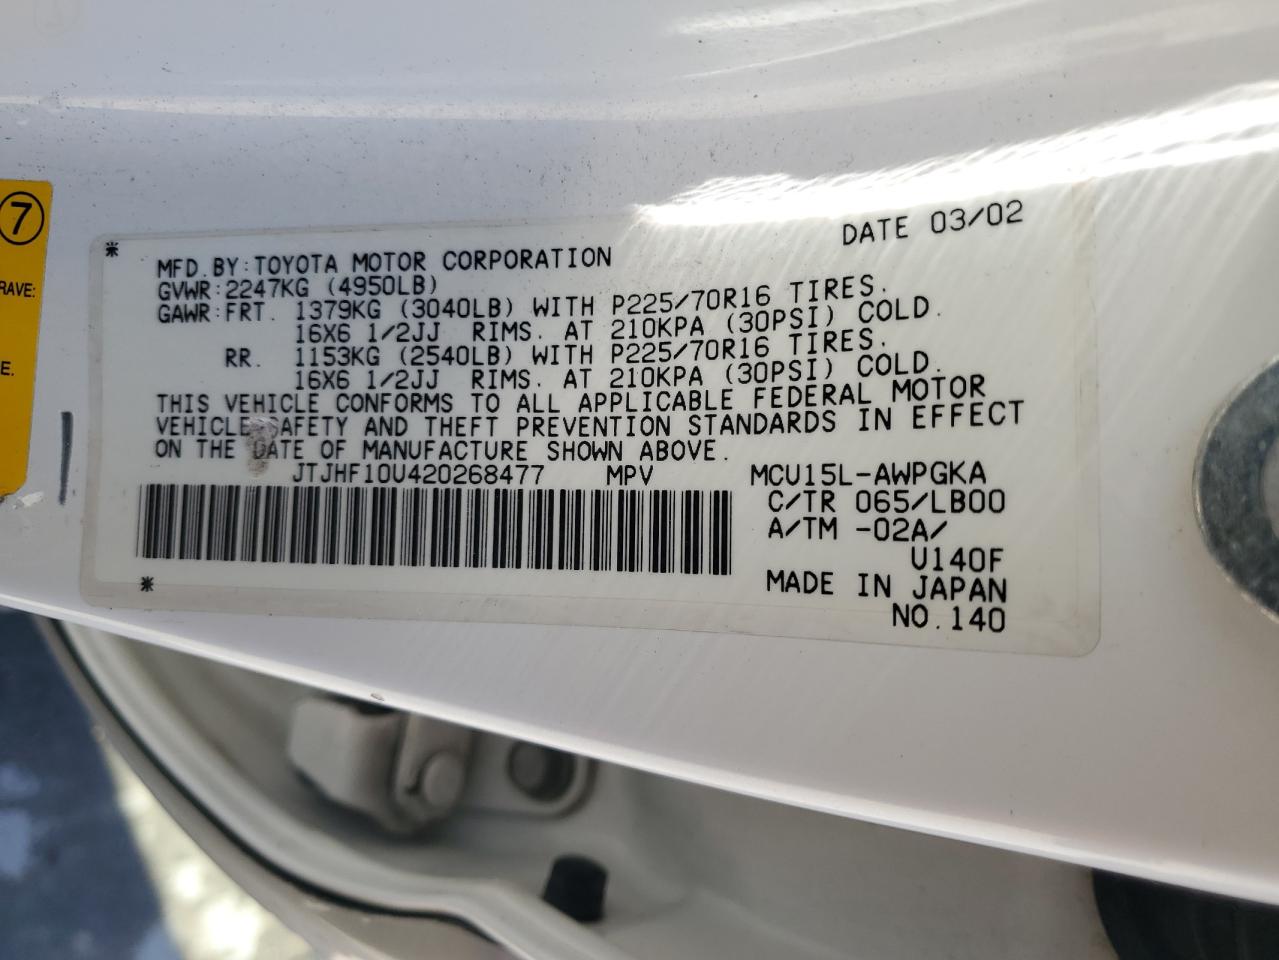 7
RAVE:
E.
* DATE 03/02
MFD. BY: TOYOTA MOTOR CORPORATION
GVWR: 2247KG (4950LB)
GAWR: FRT. 1379KG (3040LB) WITH P225/70R16 TIRES.
16X6 1/2JJ RIMS. AT 210KPA (30PSI) COLD.
RR. 1153KG (2540LB) WITH P225/70R16 TIRES.
16X6 1/2JJ RIMS. AT 210KPA (30PSI) COLD.
THIS VEHICLE CONFORMS TO ALL APPLICABLE FEDERAL MOTOR
VEHICLE SAFETY AND THEFT PREVENTION STANDARDS IN EFFECT
ON THE DATE OF MANUFACTURE SHOWN ABOVE.
JTJHF10U420268477 MPV MCU15L-AWPGKA
C/TR 065/LB00
A/TM -02A/
U140F
* MADE IN JAPAN
NO. 140